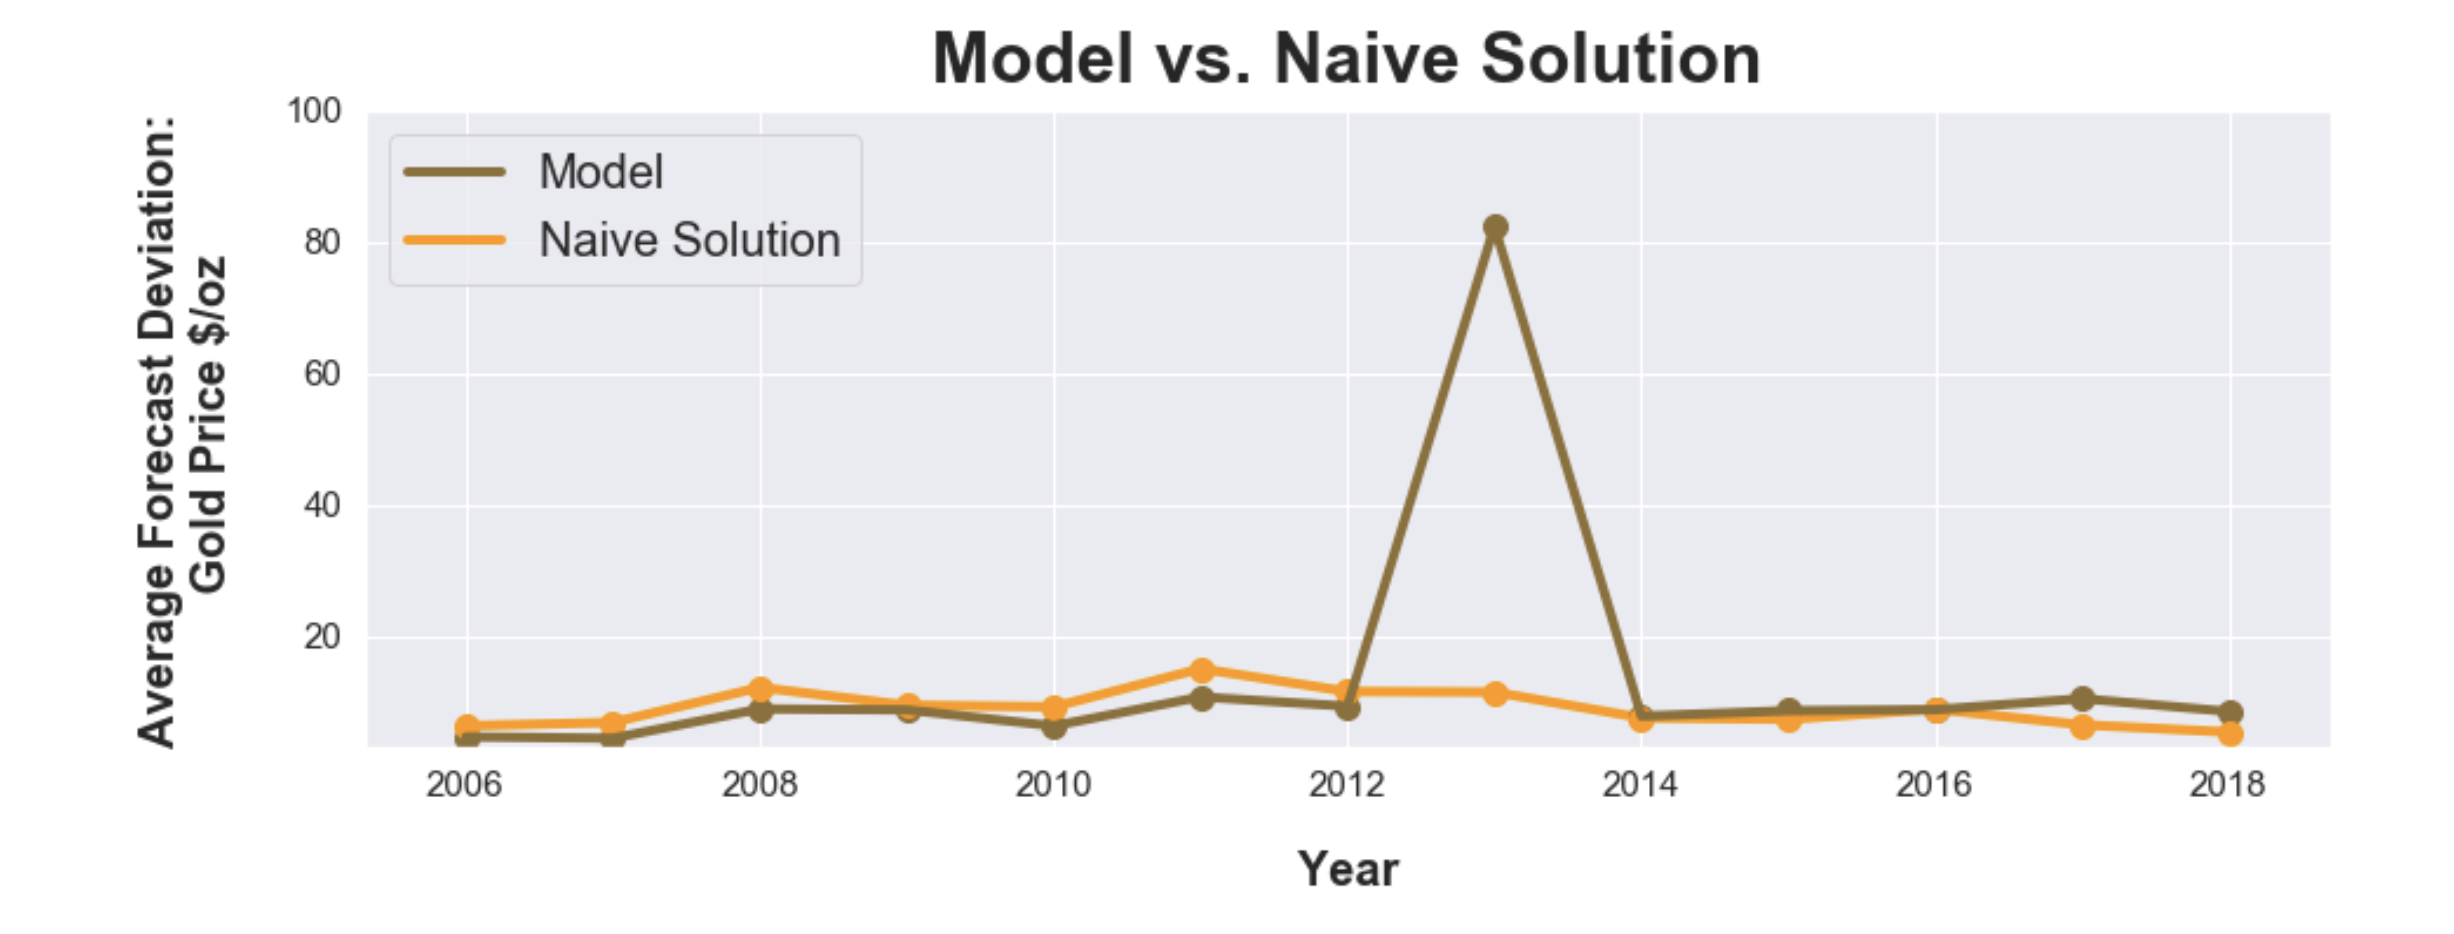 Model vs. Naive Solution
Average Forecast Deviation:
Gold Price $/oz
100
80
60
40
20
Model
Naive Solution
2006 2008 2010 2012 2014 2016 2018
Year